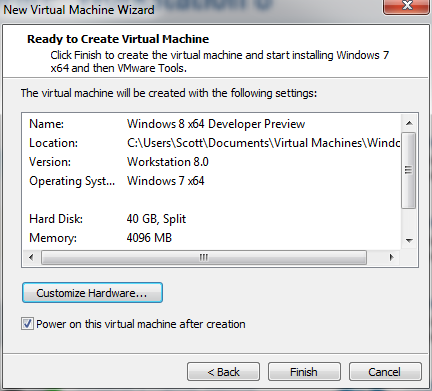 New Virtual Machine Wizard
Ready to Create Virtual Machine
Click Finish to create the virtual machine and start installing Windows 7
x64 and then VMware Tools.
The virtual machine will be created with the following settings:
Name: Windows 8 x64 Developer Preview
Location: C:\Users\Scott\Documents\Virtual Machines\Windo
Version: Workstation 8.0
Operating Syst... Windows 7 x64
Hard Disk: 40 GB, Split
Memory: 4096 MB
Customize Hardware...
Power on this virtual machine after creation
< Back Finish Cancel